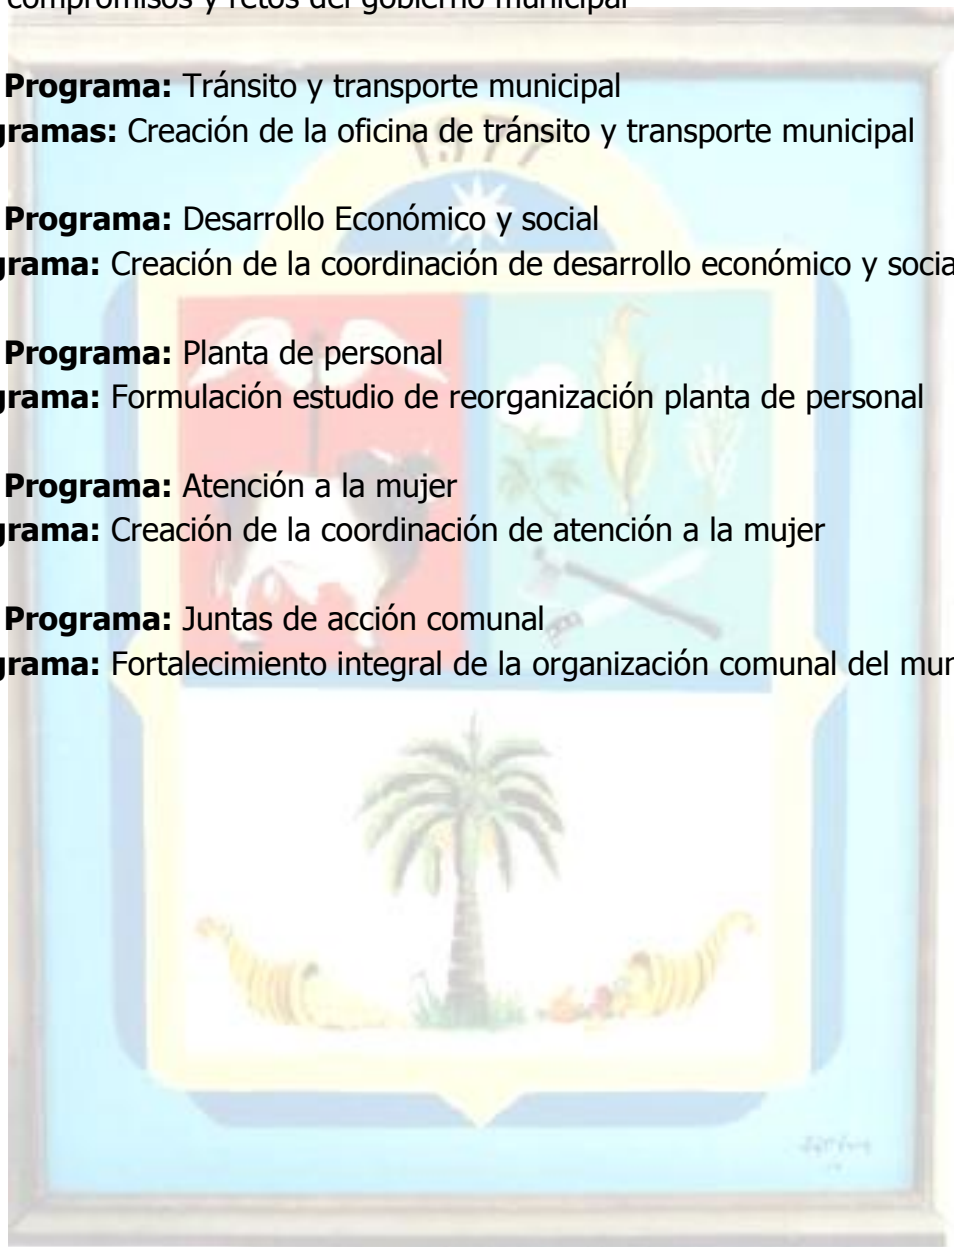 compromisos y retos del gobierno municipal
Programa: Tránsito y transporte municipal
gramas: Creación de la oficina de tránsito y transporte municipal
1.577
Programa: Desarrollo Económico y social
grama: Creación de la coordinación de desarrollo económico y socia
Programa: Planta de personal
grama: Formulación estudio de reorganización planta de personal
Programa: Atención a la mujer
grama: Creación de la coordinación de atención a la mujer
Programa: Juntas de acción comunal
grama: Fortalecimiento integral de la organización comunal del mun